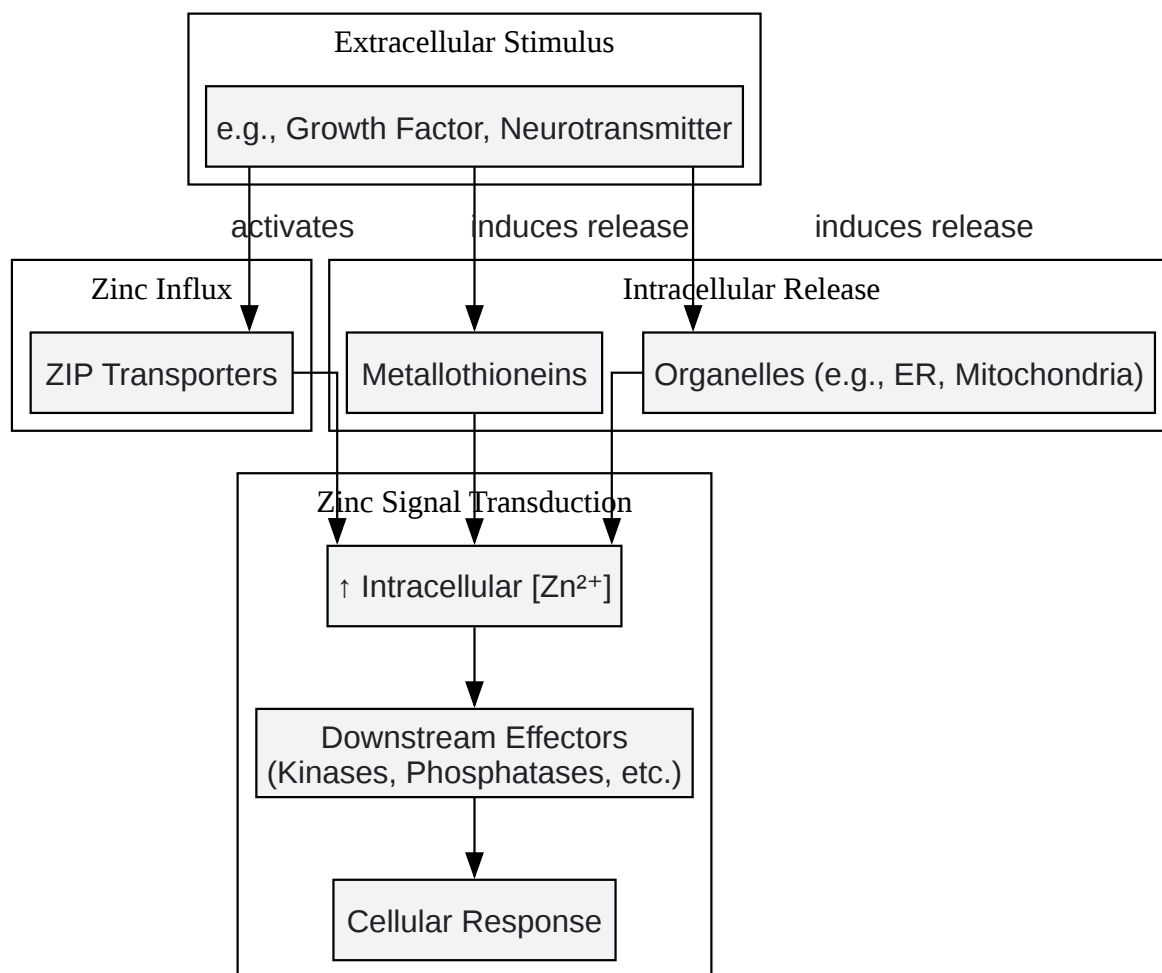 Extracellular Stimulus
e.g., Growth Factor, Neurotransmitter
activates
induces release
induces release
Zinc Influx
Intracellular Release
ZIP Transporters
Metallothioneins
Organelles (e.g., ER, Mitochondria)
Zinc Signal Transduction
↑ Intracellular [Zn²⁺]
Downstream Effectors
(Kinases, Phosphatases, etc.)
Cellular Response